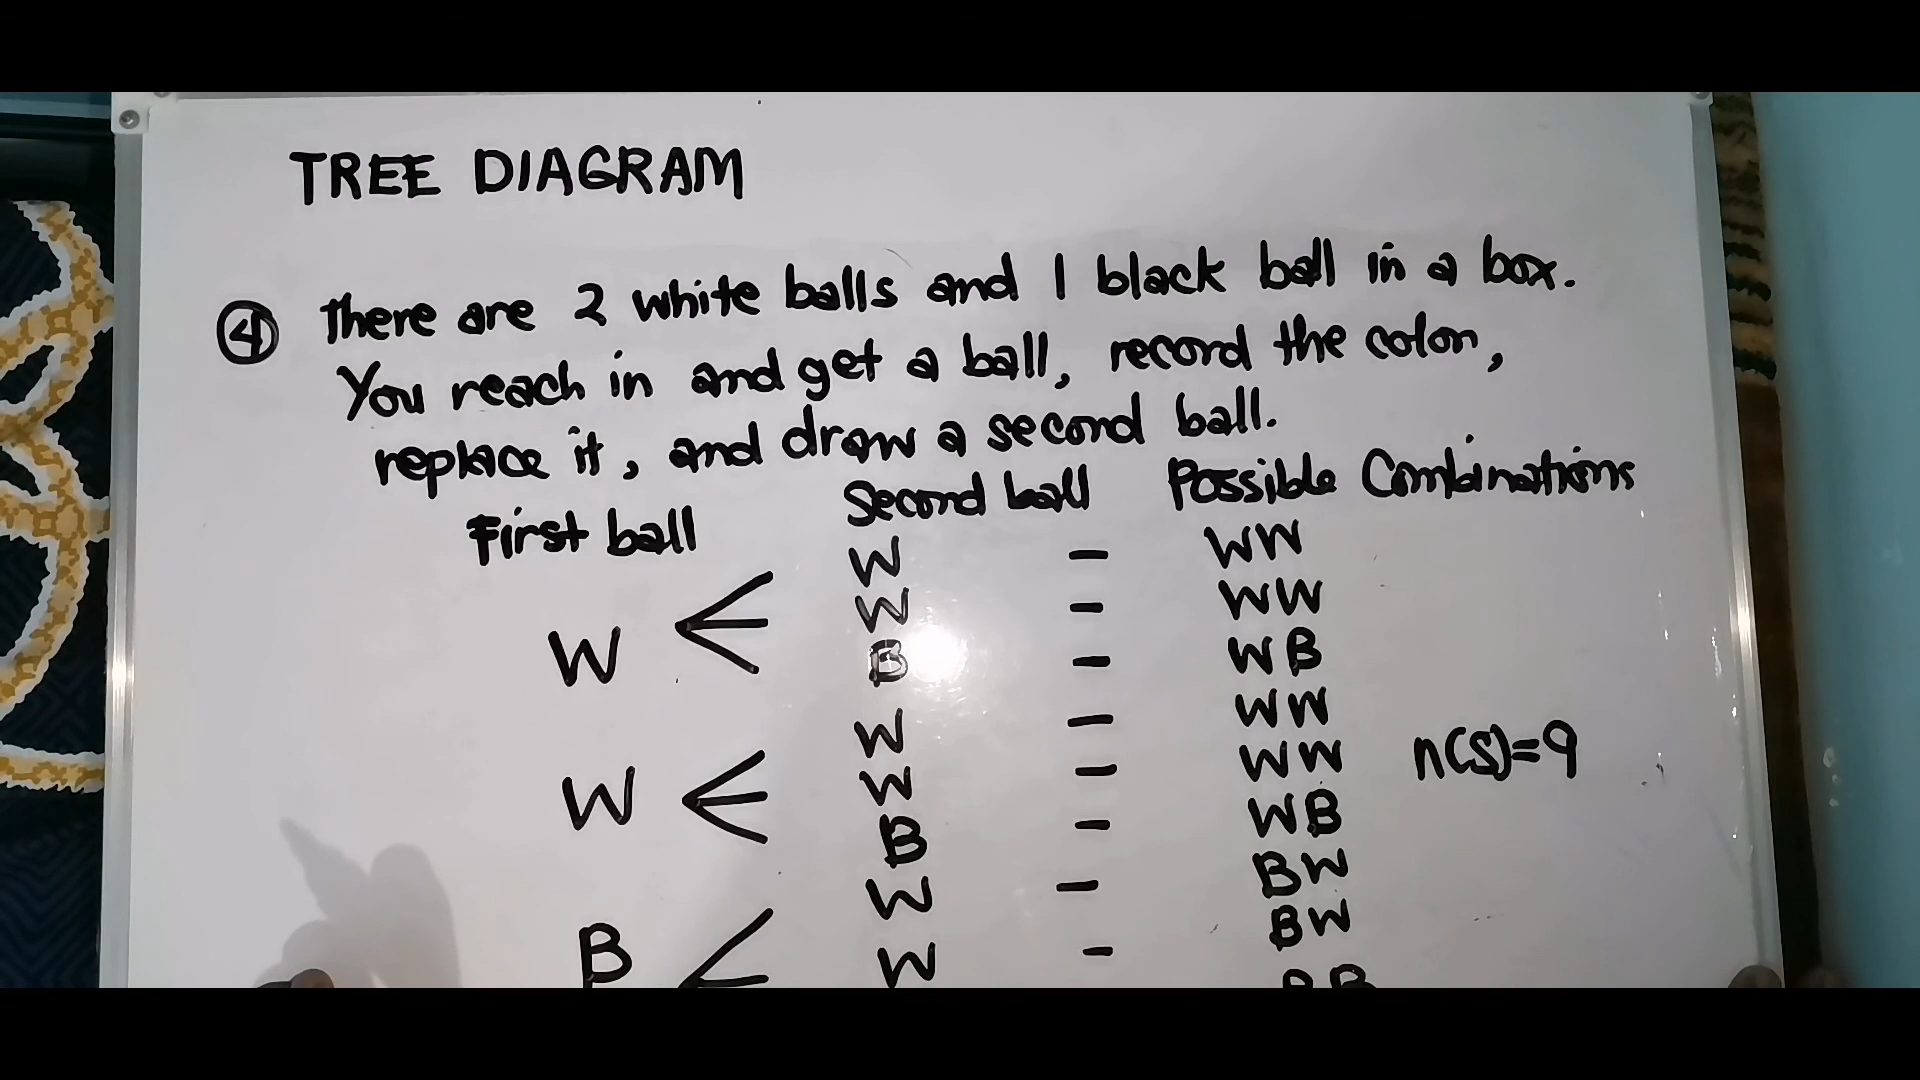 TREE DIAGRAM
④ There are 2 white balls and 1 black ball in a box.
You reach in and get a ball, record the color,
replace it, and draw a second ball.
First ball Second ball Possible Combinations
W - WW
W - WW
W B - WB
W - WW
W W - WW n(S)=9
B - WB
W - BW
B W - BW
BB